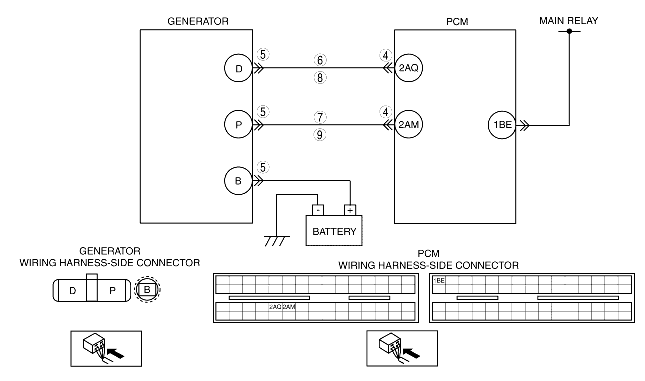 GENERATOR
PCM
MAIN RELAY
5
6
4
D
2AQ
8
5
7
4
P
2AM
1BE
9
5
B
- +
BATTERY
GENERATOR
WIRING HARNESS-SIDE CONNECTOR
D P B
PCM
WIRING HARNESS-SIDE CONNECTOR
1BE
2AQ 2AM